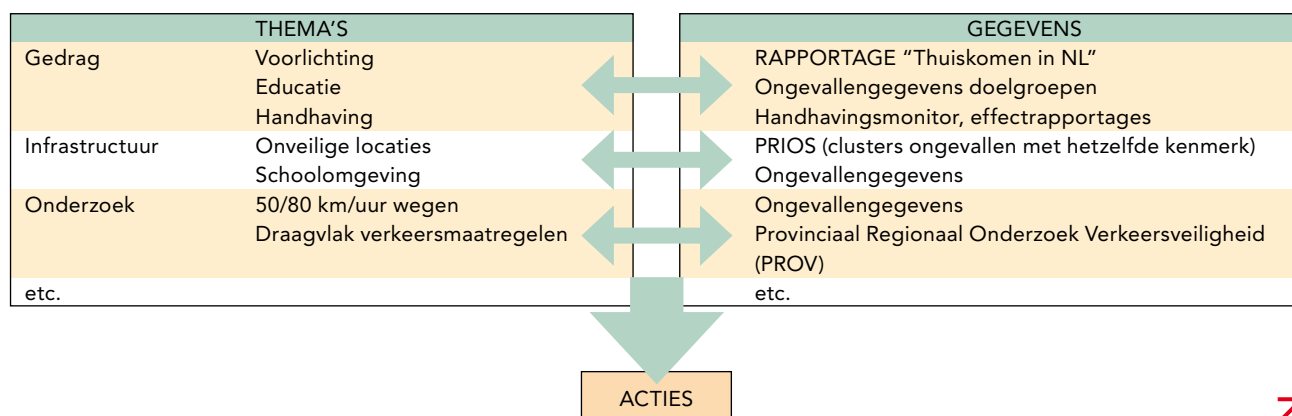 THEMA'S
Gedrag Voorlichting
Educatie
Handhaving
Infrastructuur Onveilige locaties
Schoolomgeving
Onderzoek 50/80 km/uur wegen
Draagvlak verkeersmaatregelen
etc.
GEGEVENS
RAPPORTAGE “Thuiskomen in NL”
Ongevallengegevens doelgroepen
Handhavingsmonitor, effectrapportages
PRIOS (clusters ongevallen met hetzelfde kenmerk)
Ongevallengegevens
Ongevallengegevens
Provinciaal Regionaal Onderzoek Verkeersveiligheid
(PROV)
etc.
ACTIES